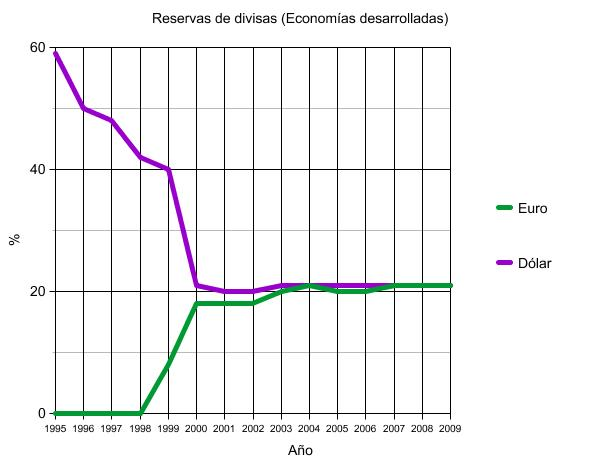 Reservas de divisas (Economías desarrolladas)
60
40
20
0
%
1995 1996 1997 1998 1999 2000 2001 2002 2003 2004 2005 2006 2007 2008 2009
Año
Euro
Dólar